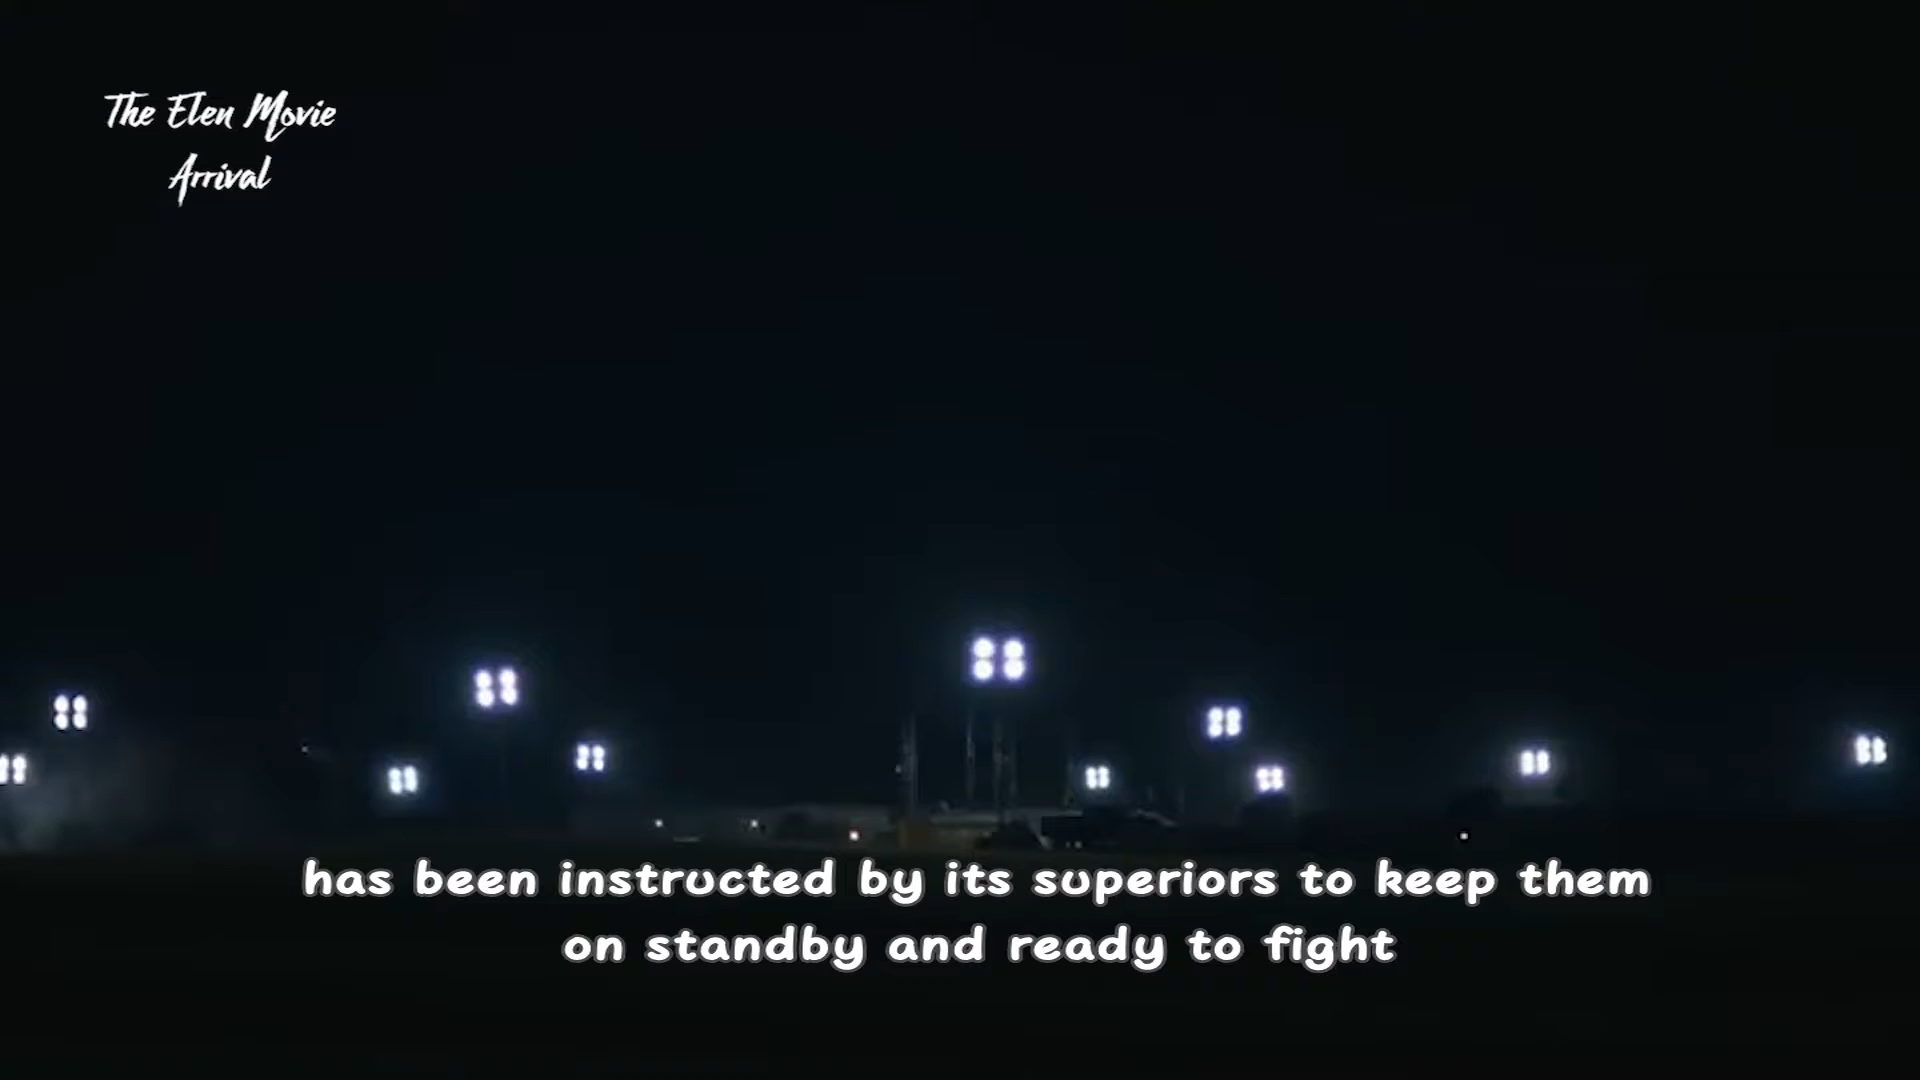 The Elen Movie
Arrival
has been instructed by its superiors to keep them
on standby and ready to fight